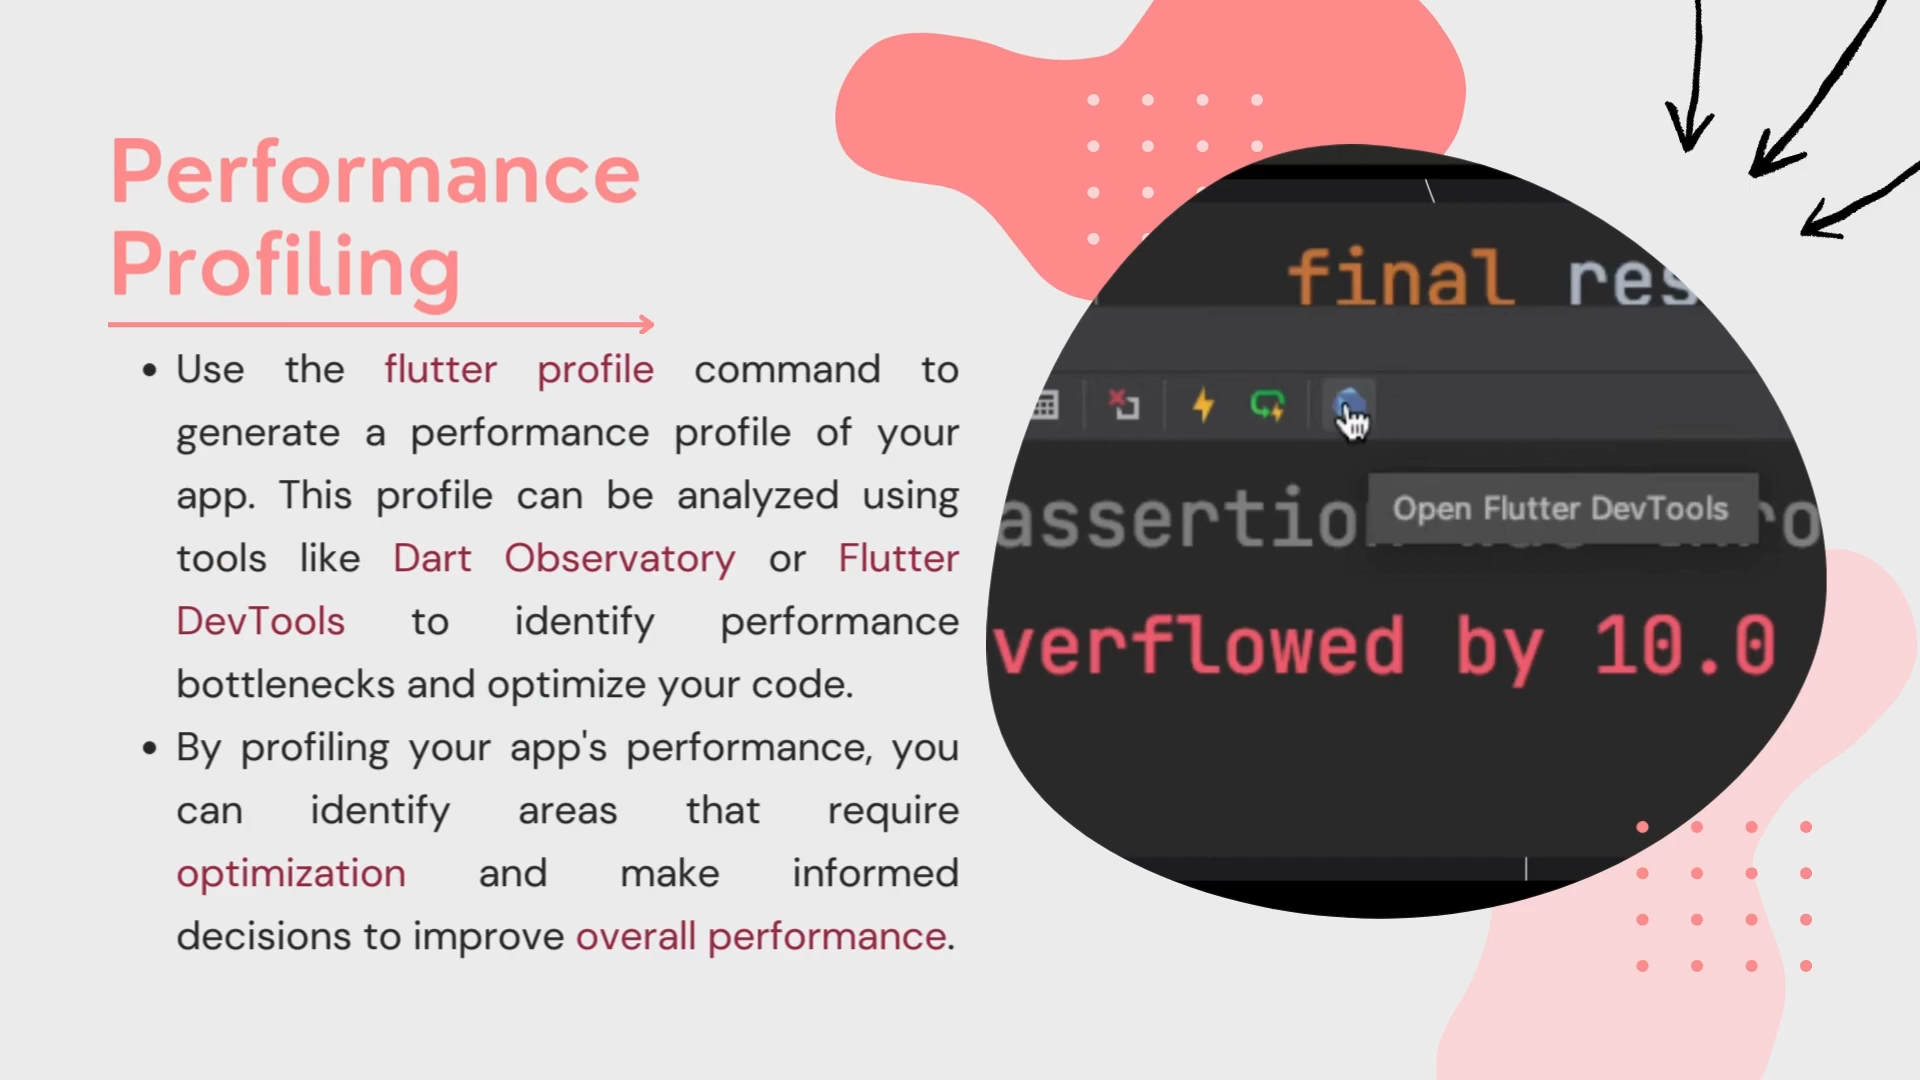 Performance
Profiling
• Use the flutter profile command to
generate a performance profile of your
app. This profile can be analyzed using
tools like Dart Observatory or Flutter
DevTools to identify performance
bottlenecks and optimize your code.
• By profiling your app's performance, you
can identify areas that require
optimization and make informed
decisions to improve overall performance.
final res
assertio
Open Flutter DevTools
verflowed by 10.0